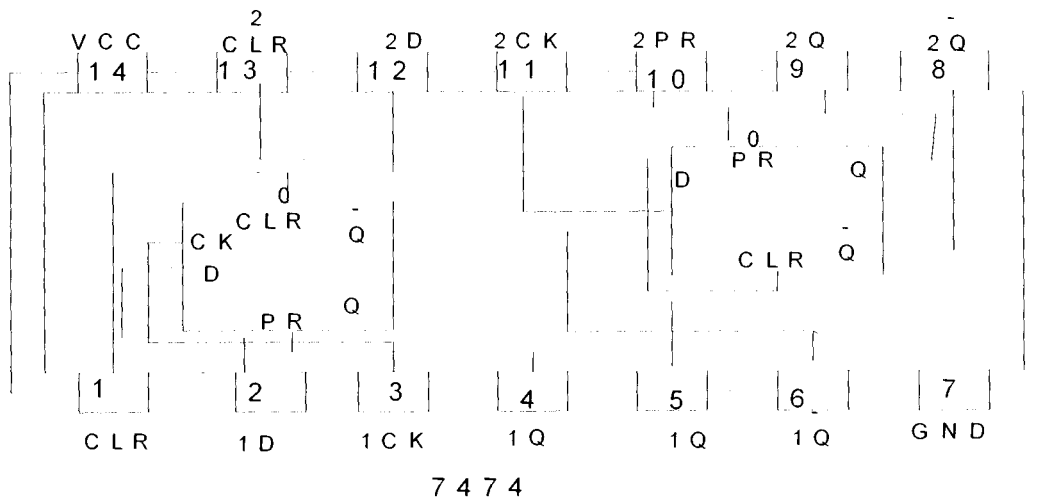 2 Q̅
VCC CLR 2D 2CK 2PR 2Q
14 13 12 11 10 9 8
0
PR
D Q
0
CLR Q̅
CK
Q̅
CLR
D
Q
PR
1 2 3 4 5 6 7
CLR 1D 1CK 1Q 1Q 1Q GND
7474